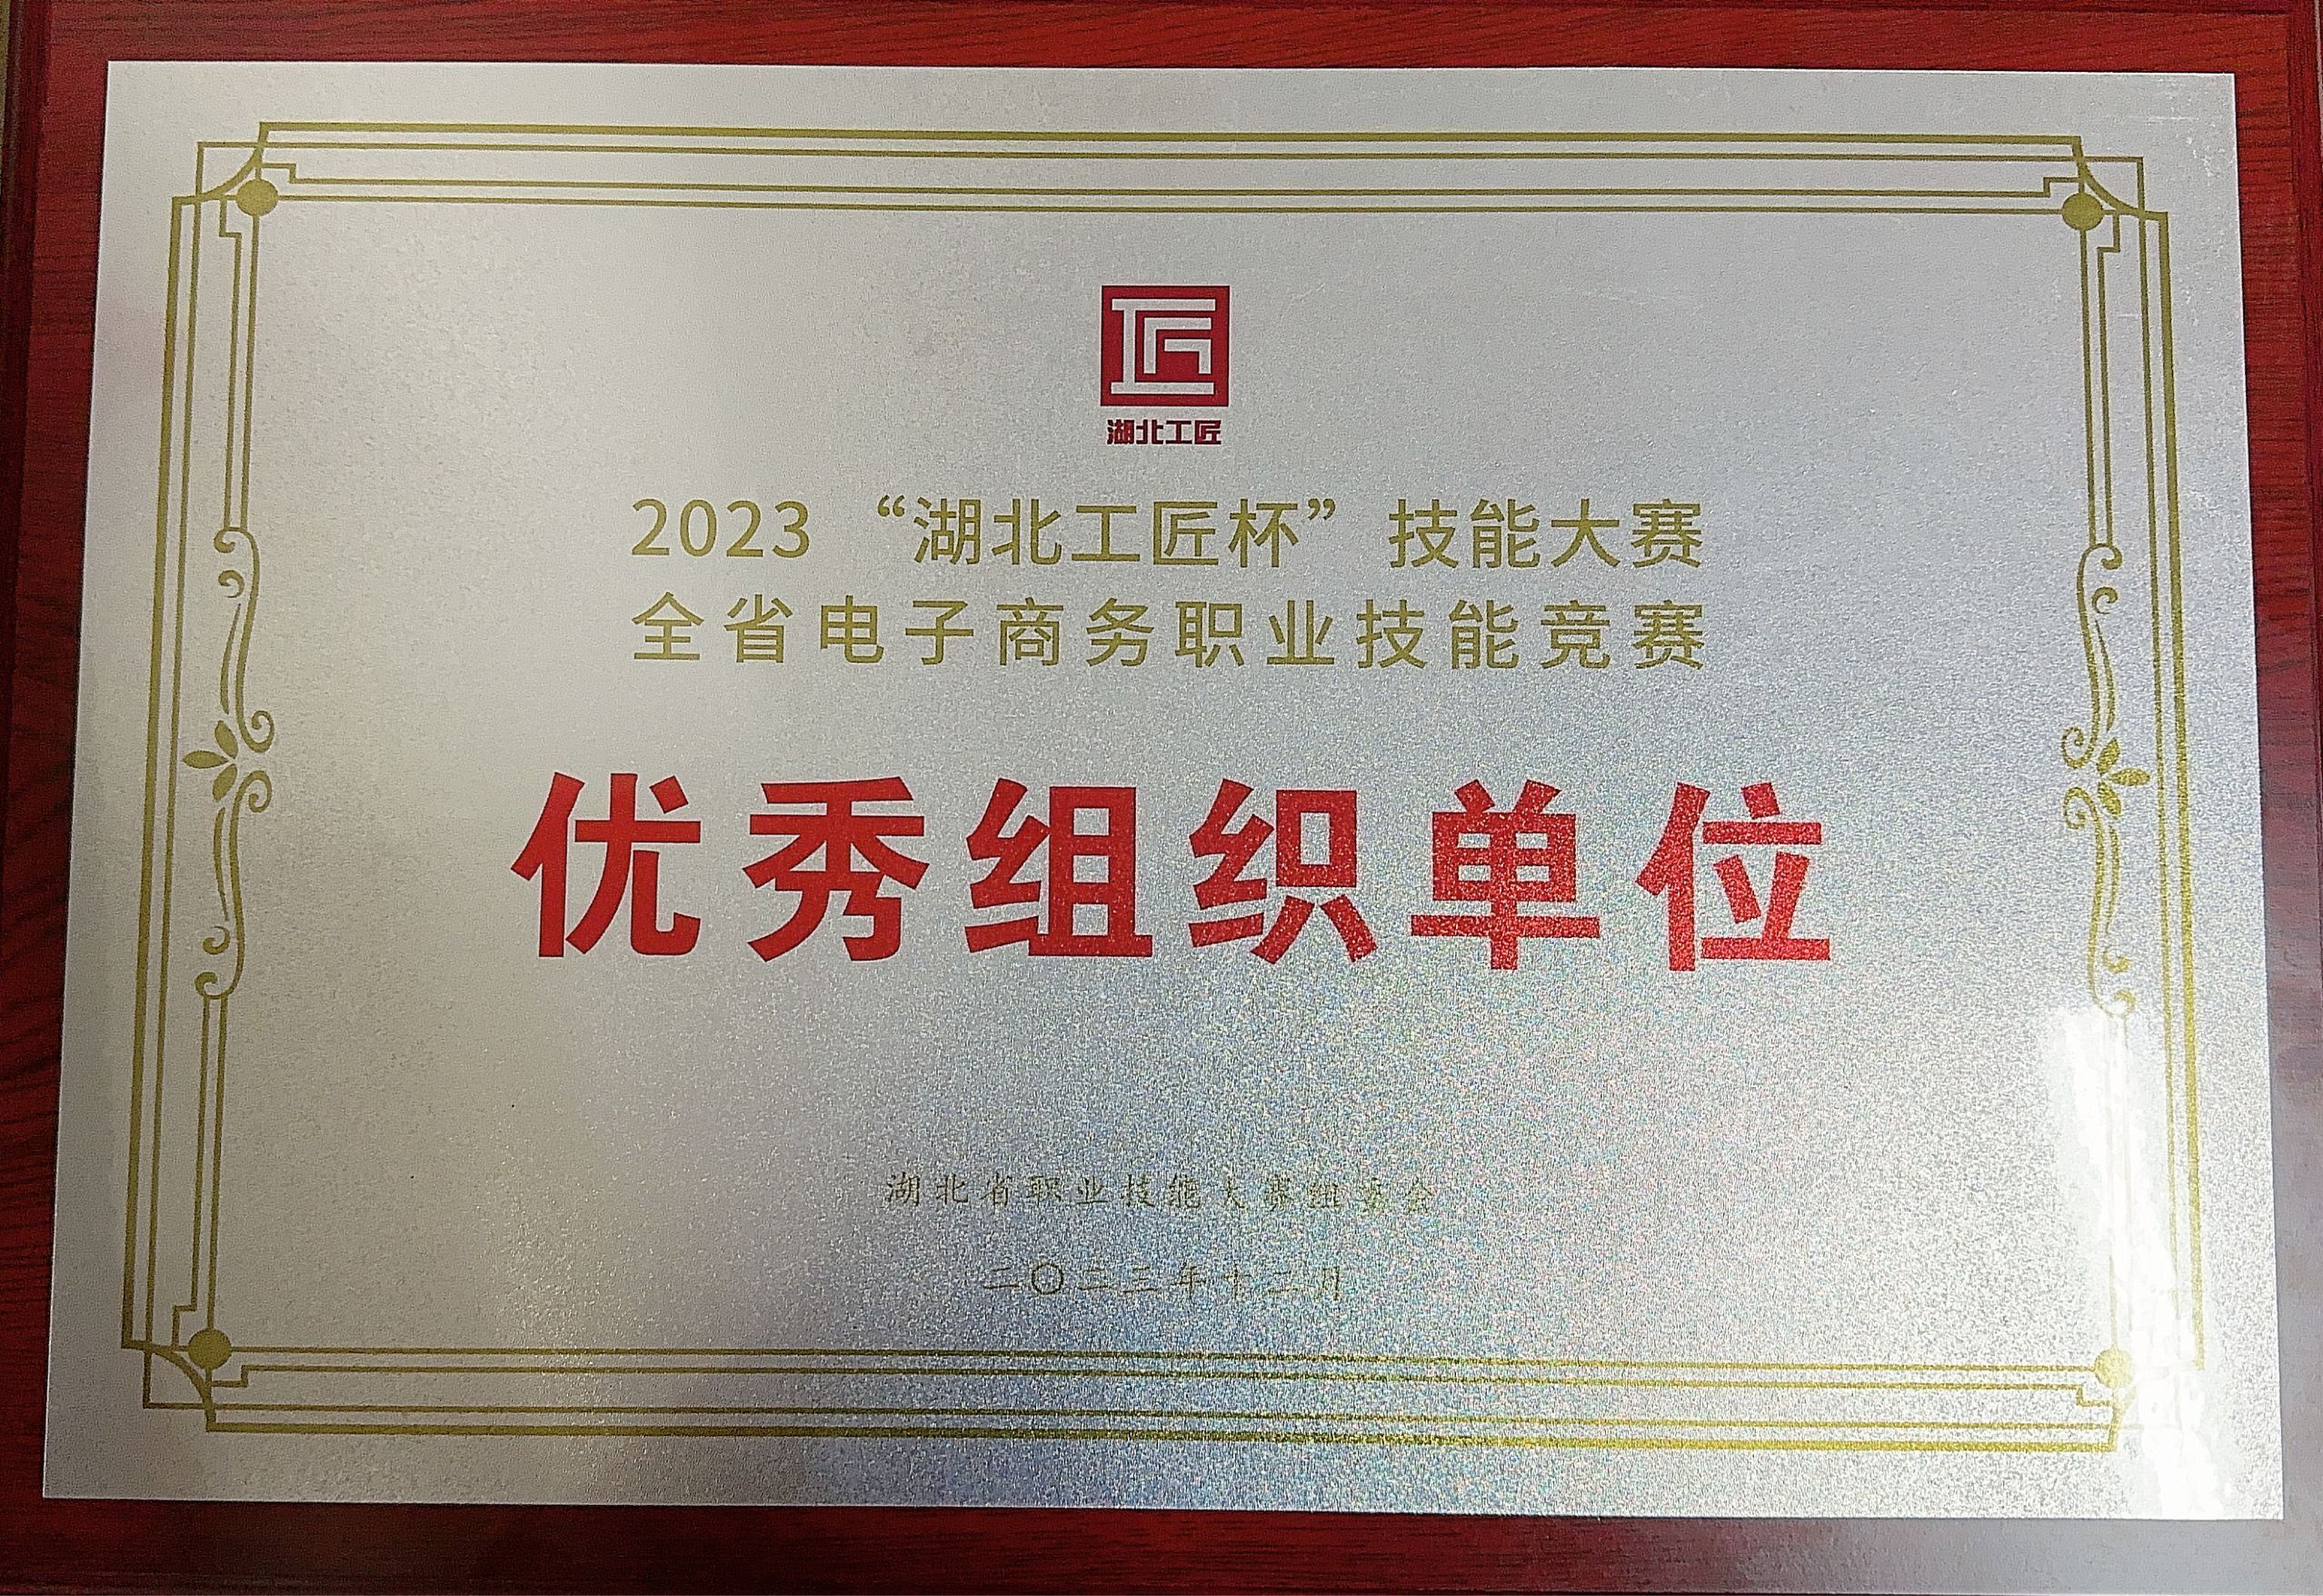 湖北工匠
2023 “湖北工匠杯” 技能大赛
全省电子商务职业技能竞赛
优秀组织单位
湖北省职业技能大赛组委会
二〇二三年十二月